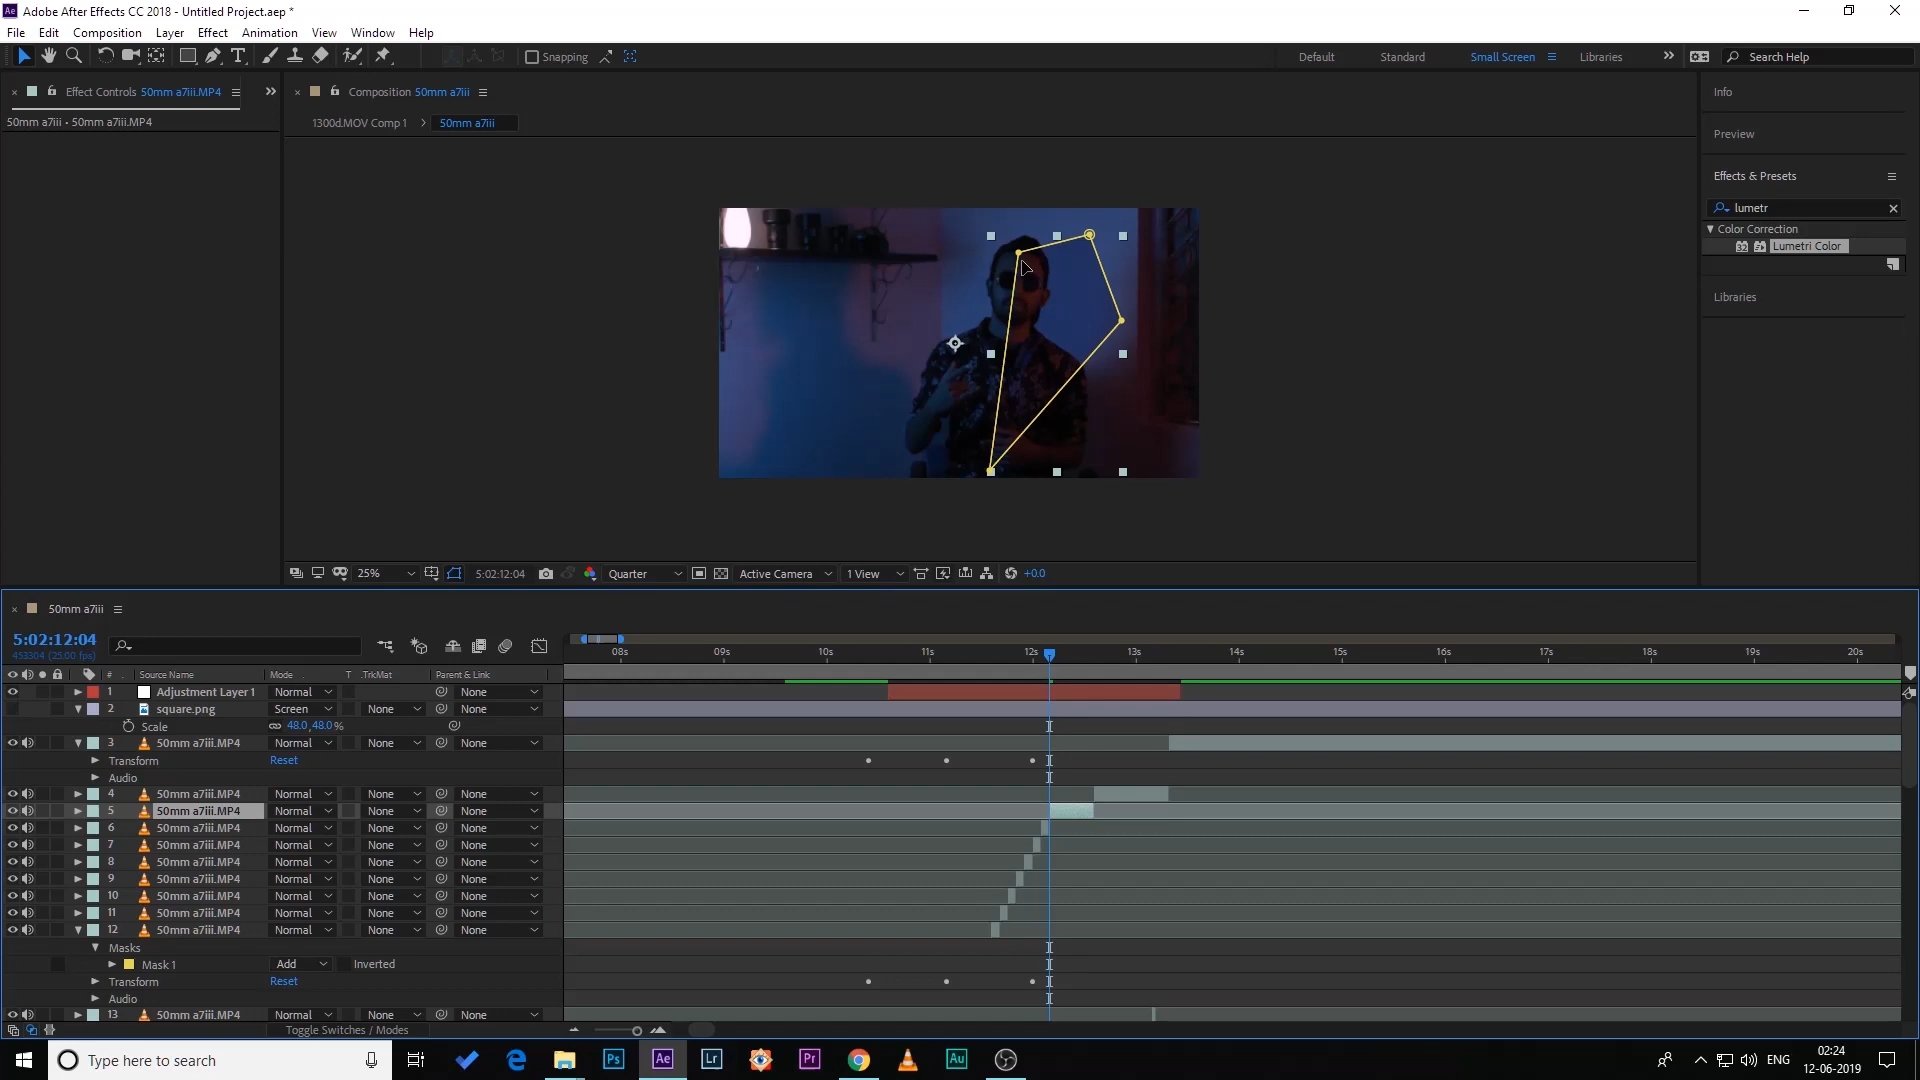 Adobe After Effects CC 2018 - Untitled Project.aep *
File Edit Composition Layer Effect Animation View Window Help
Snapping
Default Standard Small Screen Libraries
Search Help
Effect Controls 50mm a7iii.MP4
Composition 50mm a7iii
50mm a7iii • 50mm a7iii.MP4
1300d.MOV Comp 1 50mm a7iii
Info
Preview
Effects & Presets
lumetr
Color Correction
Lumetri Color
Libraries
25% 5:02:12:04 Quarter Active Camera 1 View +0.0
50mm a7iii
5:02:12:04
453304 (25.00 fps)
08s 09s 10s 11s 12s 13s 14s 15s 16s 17s 18s 19s 20s
# Source Name Mode T .TrkMat Parent & Link
1 Adjustment Layer 1 Normal None
2 square.png Screen None None
Scale 48.0,48.0%
3 50mm a7iii.MP4 Normal None None
Transform Reset
Audio
4 50mm a7iii.MP4 Normal None None
5 50mm a7iii.MP4 Normal None None
6 50mm a7iii.MP4 Normal None None
7 50mm a7iii.MP4 Normal None None
8 50mm a7iii.MP4 Normal None None
9 50mm a7iii.MP4 Normal None None
10 50mm a7iii.MP4 Normal None None
11 50mm a7iii.MP4 Normal None None
12 50mm a7iii.MP4 Normal None None
Masks
Mask 1 Add Inverted
Transform Reset
Audio
13 50mm a7iii.MP4 Normal None None
Toggle Switches / Modes
Type here to search
Ps Ae Lr Pr Au
ENG
02:24
12-06-2019